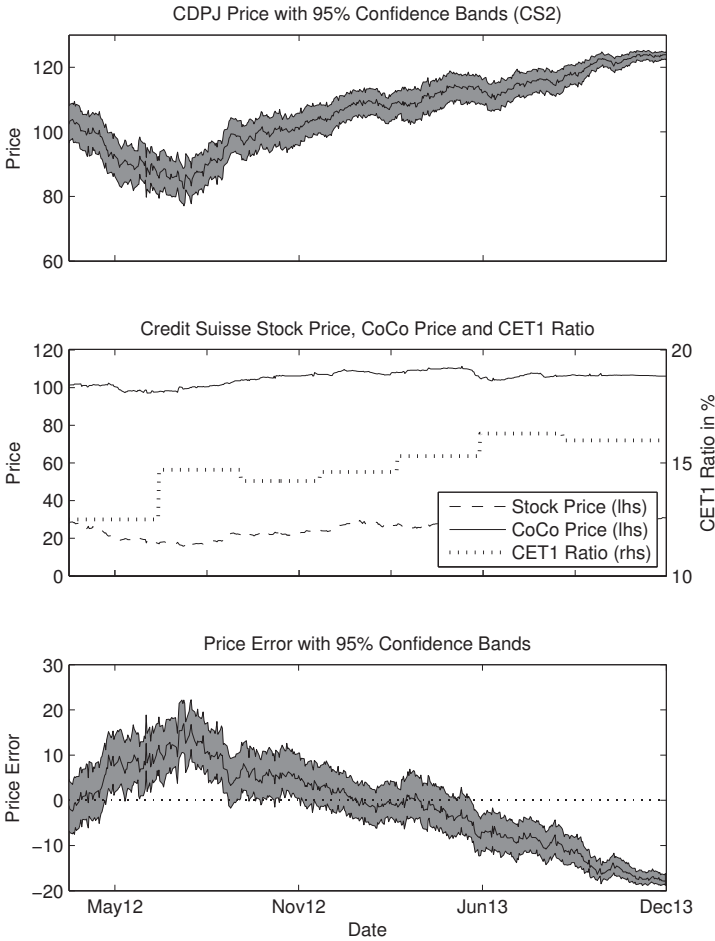 CDPJ Price with 95% Confidence Bands (CS2)
120
100
80
60
Price
Credit Suisse Stock Price, CoCo Price and CET1 Ratio
120
100
80
60
40
20
0
Price
20
15
10
CET1 Ratio in %
Stock Price (lhs)
CoCo Price (lhs)
CET1 Ratio (rhs)
Price Error with 95% Confidence Bands
30
20
10
0
−10
−20
Price Error
May12
Nov12
Jun13
Dec13
Date